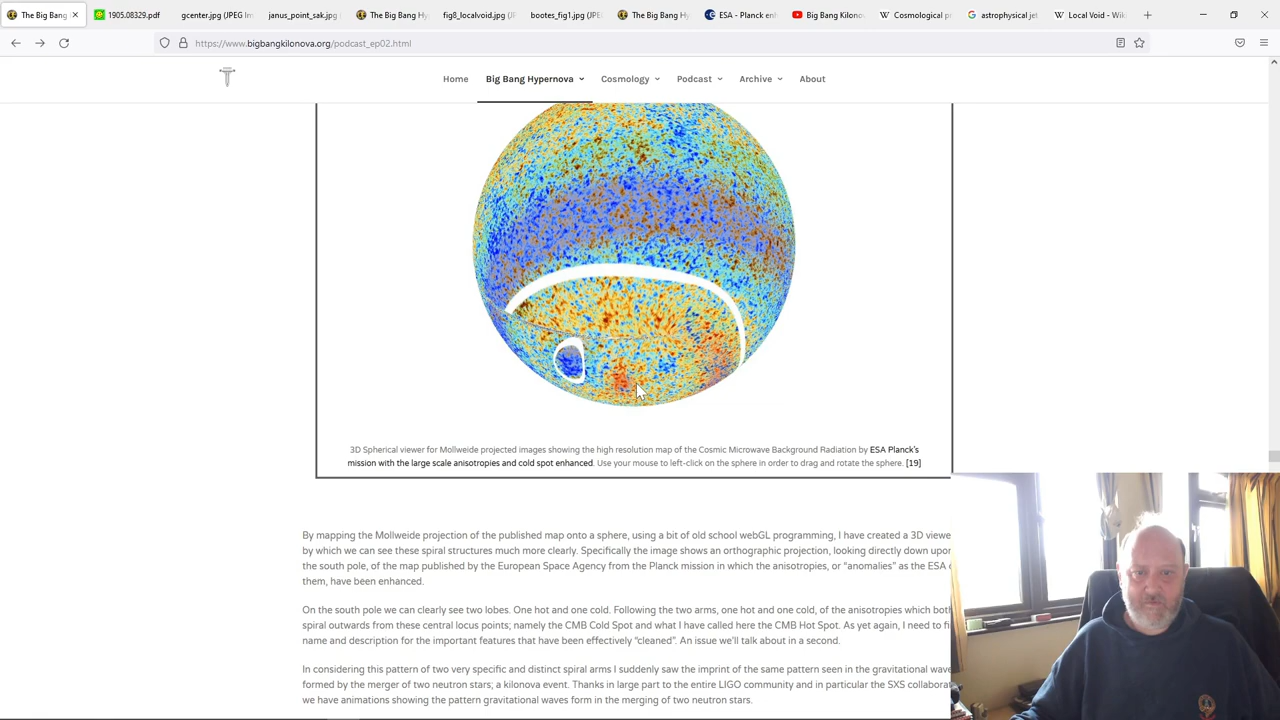 The Big Bang
1905.08329.pdf
gcenter.jpg (JPEG Im
janus_point_sak.jpg
The Big Bang Hy
fig8_localvoid.jpg (
bootes_fig1.jpg (JPE
The Big Bang Hy
ESA - Planck enh
Big Bang Kilonov
Cosmological p
astrophysical jet
Local Void - Wiki
https://www.bigbangkilonova.org/podcast_ep02.html
Home
Big Bang Hypernova
Cosmology
Podcast
Archive
About
3D Spherical viewer for Mollweide projected images showing the high resolution map of the Cosmic Microwave Background Radiation by ESA Planck's
mission with the large scale anisotropies and cold spot enhanced. Use your mouse to left-click on the sphere in order to drag and rotate the sphere. [19]
By mapping the Mollweide projection of the published map onto a sphere, using a bit of old school webGL programming, I have created a 3D viewe
by which we can see these spiral structures much more clearly. Specifically the image shows an orthographic projection, looking directly down upon
the south pole, of the map published by the European Space Agency from the Planck mission in which the anisotropies, or “anomalies” as the ESA
them, have been enhanced.
On the south pole we can clearly see two lobes. One hot and one cold. Following the two arms, one hot and one cold, of the anisotropies which both
spiral outwards from these central locus points; namely the CMB Cold Spot and what I have called here the CMB Hot Spot. As yet again, I need to fi
name and description for the important features that have been effectively “cleaned”. An issue we'll talk about in a second.
In considering this pattern of two very specific and distinct spiral arms I suddenly saw the imprint of the same pattern seen in the gravitational wave
formed by the merger of two neutron stars; a kilonova event. Thanks in large part to the entire LIGO community and in particular the SXS collaborat
we have animations showing the pattern gravitational waves form in the merging of two neutron stars.